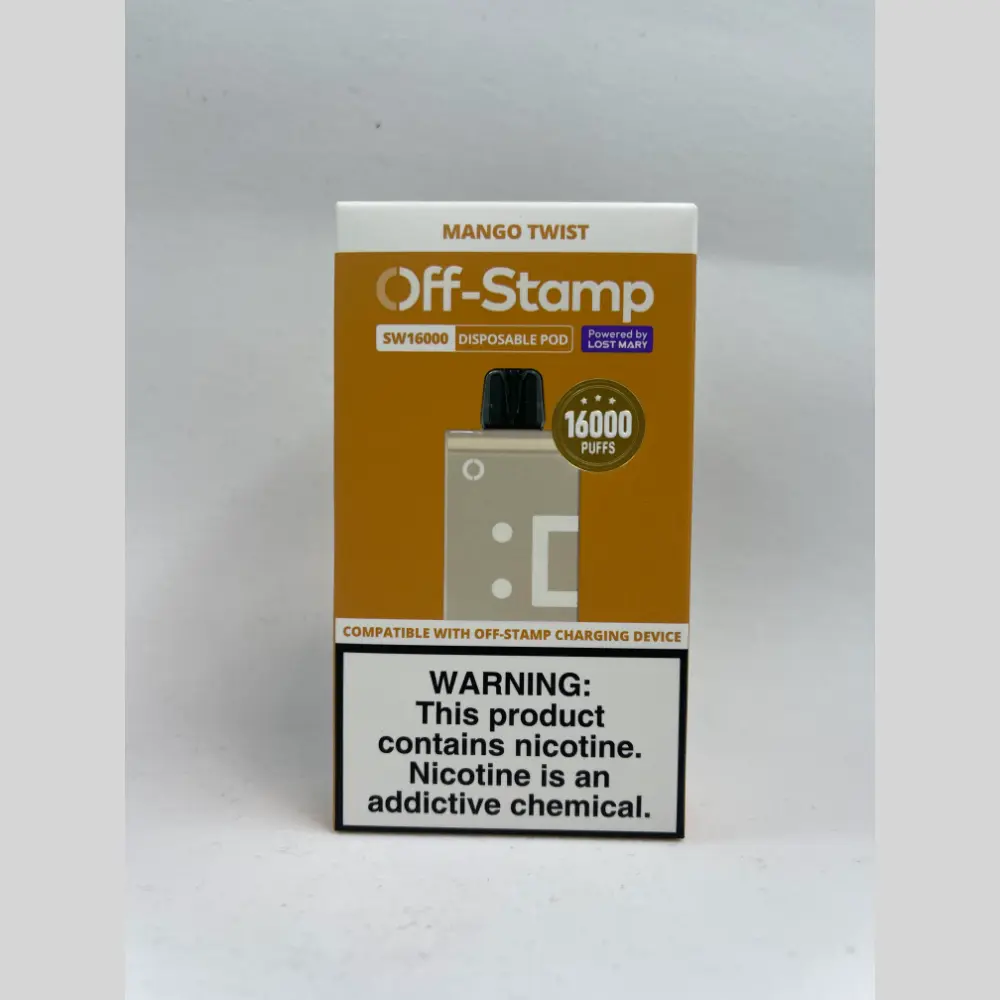 MANGO TWIST
Off-Stamp
SW16000 DISPOSABLE POD
Powered by
LOST MARY
16000
PUFFS
COMPATIBLE WITH OFF-STAMP CHARGING DEVICE
WARNING:
This product
contains nicotine.
Nicotine is an
addictive chemical.